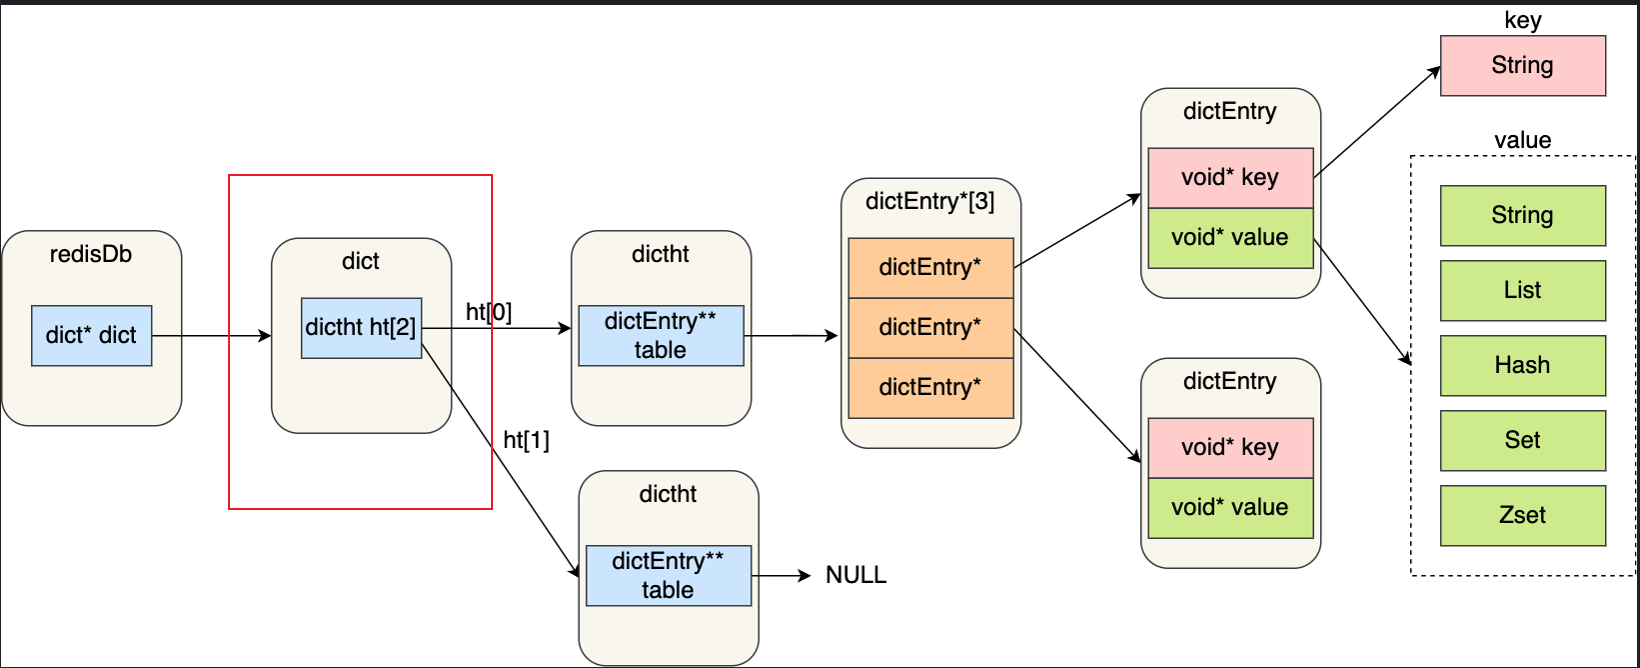 redisDb
dict* dict
dict
dictht ht[2]
ht[0]
ht[1]
dictht
dictEntry**
table
dictht
dictEntry**
table
NULL
dictEntry*[3]
dictEntry*
dictEntry*
dictEntry*
dictEntry
void* key
void* value
dictEntry
void* key
void* value
key
String
value
String
List
Hash
Set
Zset